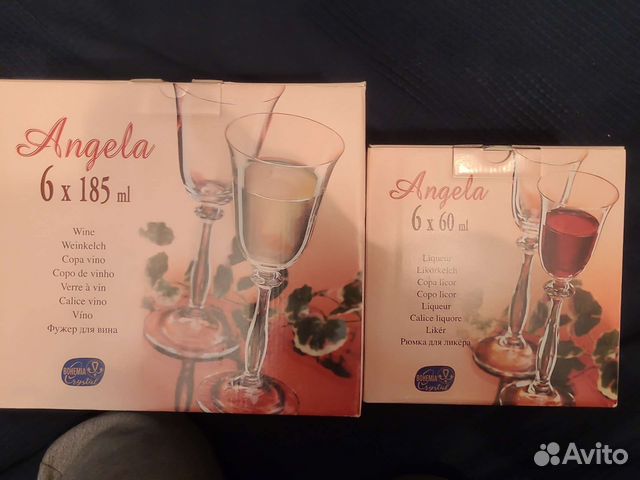 Angela
6 x 185 ml
Wine
Weinkelch
Copa vino
Copo de vinho
Verre à vin
Calice vino
Víno
Фужер для вина
BOHEMIA
Crystal
Angela
6 x 60 ml
Liqueur
Likörkelch
Copa licor
Copo licor
Liqueur
Calice liquore
Likér
Рюмка для ликёра
BOHEMIA
Crystal
Avito